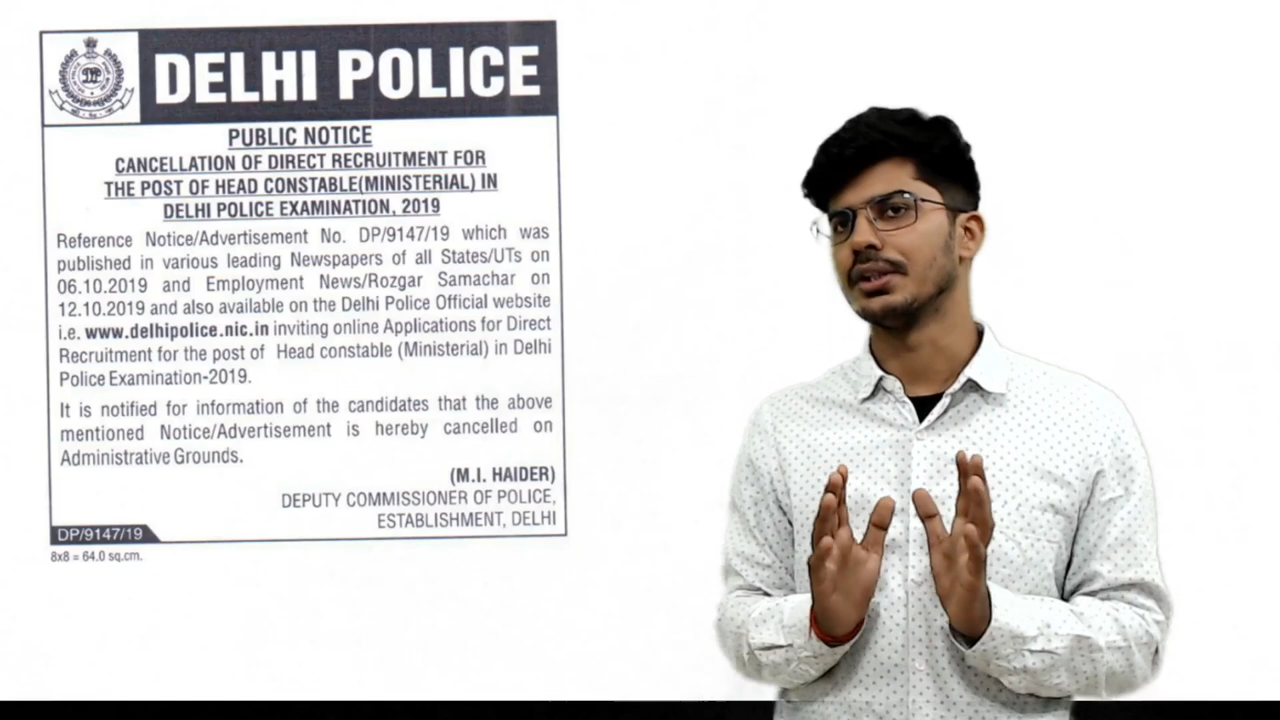 DELHI POLICE
PUBLIC NOTICE
CANCELLATION OF DIRECT RECRUITMENT FOR
THE POST OF HEAD CONSTABLE(MINISTERIAL) IN
DELHI POLICE EXAMINATION, 2019
Reference Notice/Advertisement No. DP/9147/19 which was
published in various leading Newspapers of all States/UTs on
06.10.2019 and Employment News/Rozgar Samachar on
12.10.2019 and also available on the Delhi Police Official website
i.e. www.delhipolice.nic.in inviting online Applications for Direct
Recruitment for the post of Head constable (Ministerial) in Delhi
Police Examination-2019.
It is notified for information of the candidates that the above
mentioned Notice/Advertisement is hereby cancelled on
Administrative Grounds.
(M.I. HAIDER)
DEPUTY COMMISSIONER OF POLICE,
ESTABLISHMENT, DELHI
DP/9147/19
8x8 = 64.0 sq.cm.